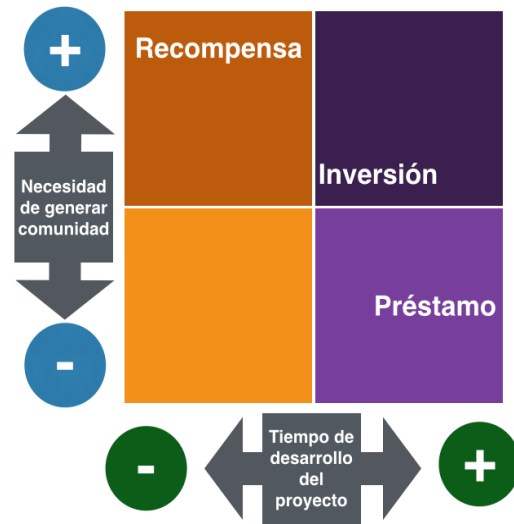 +
Recompensa
Necesidad
de generar
comunidad
Inversión
Préstamo
-
-
Tiempo de
desarrollo
del
proyecto
+